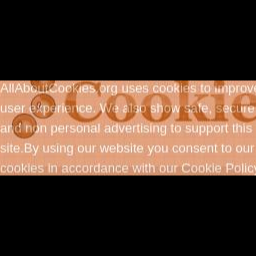 Cookie
AllAboutCookies.org uses cookies to improve
user experience. We also show safe, secure
and non personal advertising to support this
site.By using our website you consent to our
cookies in accordance with our Cookie Policy